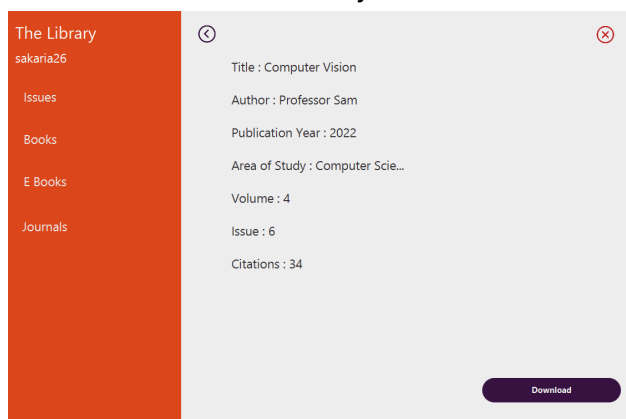 The Library
sakaria26
Issues
Books
E Books
Journals
Title : Computer Vision
Author : Professor Sam
Publication Year : 2022
Area of Study : Computer Scie...
Volume : 4
Issue : 6
Citations : 34
Download